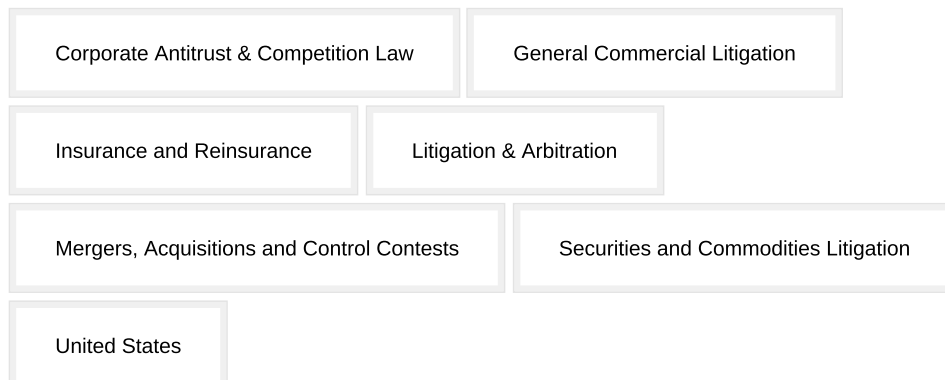 Corporate Antitrust & Competition Law
General Commercial Litigation
Insurance and Reinsurance
Litigation & Arbitration
Mergers, Acquisitions and Control Contests
Securities and Commodities Litigation
United States